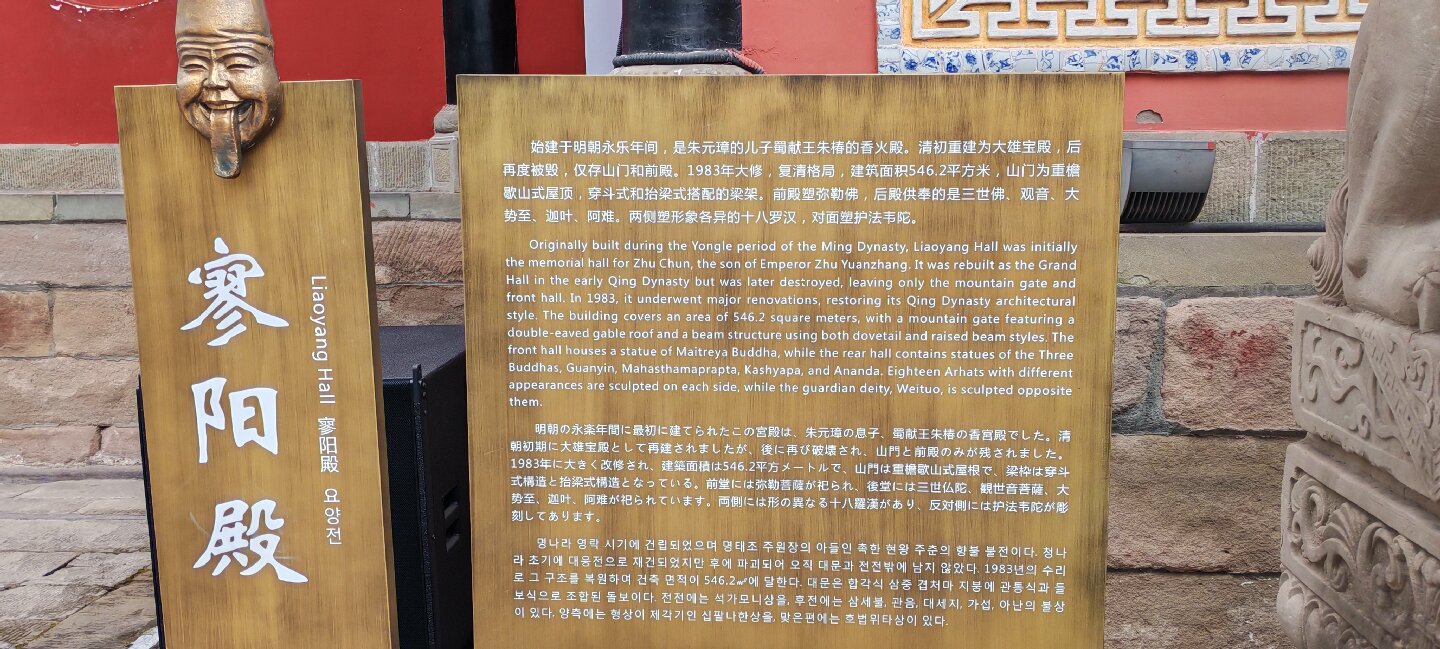 寥阳殿
Liaoyang Hall 寥阳殿 요양전
始建于明朝永乐年间，是朱元璋的儿子蜀献王朱椿的香火殿。清初重建为大雄宝殿，后
再度被毁，仅存山门和前殿。1983年大修，复清格局，建筑面积546.2平方米，山门为重檐
歇山式屋顶，穿斗式和抬梁式搭配的梁架。前殿塑弥勒佛，后殿供奉的是三世佛、观音、大
势至、迦叶、阿难。两侧塑形象各异的十八罗汉，对面塑护法韦陀。
Originally built during the Yongle period of the Ming Dynasty, Liaoyang Hall was initially
the memorial hall for Zhu Chun, the son of Emperor Zhu Yuanzhang. It was rebuilt as the Grand
Hall in the early Qing Dynasty but was later destroyed, leaving only the mountain gate and
front hall. In 1983, it underwent major renovations, restoring its Qing Dynasty architectural
style. The building covers an area of 546.2 square meters, with a mountain gate featuring a
double-eaved gable roof and a beam structure using both dovetail and raised beam styles. The
front hall houses a statue of Maitreya Buddha, while the rear hall contains statues of the Three
Buddhas, Guanyin, Mahasthamaprapta, Kashyapa, and Ananda. Eighteen Arhats with different
appearances are sculpted on each side, while the guardian deity, Weituo, is sculpted opposite
them.
明朝の永楽年間に最初に建てられたこの宮殿は、朱元璋の息子、蜀献王朱椿の香宮殿でした。清
朝初期に大雄宝殿として再建されましたが、後に再び破壊され、山門と前殿のみが残されました。
1983年に大きく改修され、建築面積は546.2平方メートルで、山門は重檐歇山式屋根で、梁枠は穿斗
式構造と抬梁式構造となっている。前堂には弥勒菩薩が祀られ、後堂には三世仏陀、観世音菩薩、大
势至、迦叶、阿难が祀られています。両側には形の異なる十八羅漢があり、反対側には护法韦陀が彫
刻してあります。
명나라 영락 시기에 건립되었으며 명태조 주원장의 아들인 촉한 현왕 주춘의 향불 불전이다. 청나
라 초기에 대웅전으로 재건되었지만 후에 파괴되어 오직 대문과 전전밖에 남지 않았다. 1983년의 수리
로 그 구조를 복원하여 건축 면적이 546.2㎡에 달한다. 대문은 합각식 삼중 겹처마 지붕에 관통식과 들
보식으로 조합된 돌보이다. 전전에는 석가모니상을, 후전에는 삼세불, 관음, 대세지, 가섭, 아난의 불상
이 있다. 양측에는 형상이 제각기인 십팔나한상을, 맞은편에는 호법위타상이 있다.